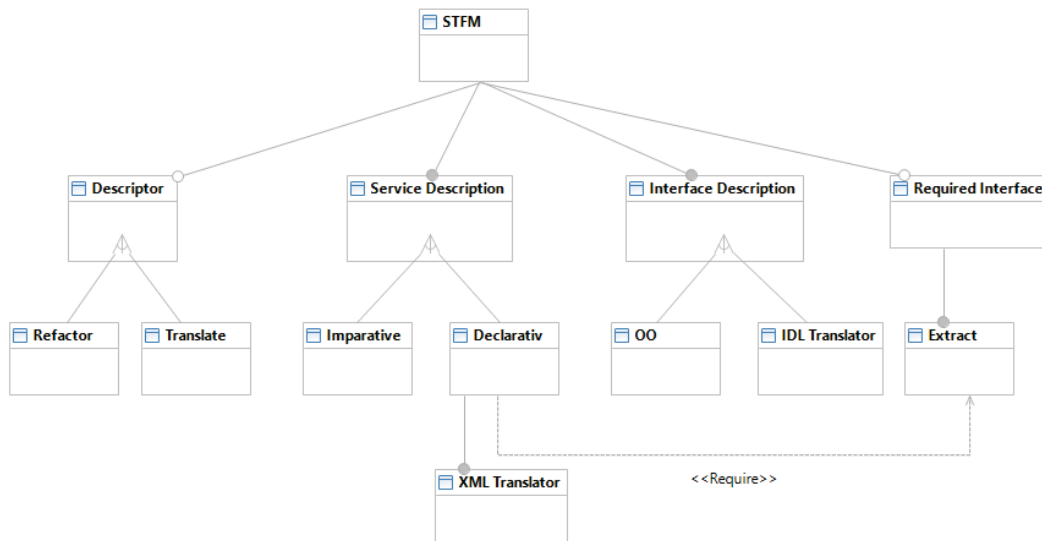 STFM
Descriptor
Service Description
Interface Description
Required Interface
Refactor
Translate
Imparative
Declarativ
OO
IDL Translator
Extract
XML Translator
<<Require>>